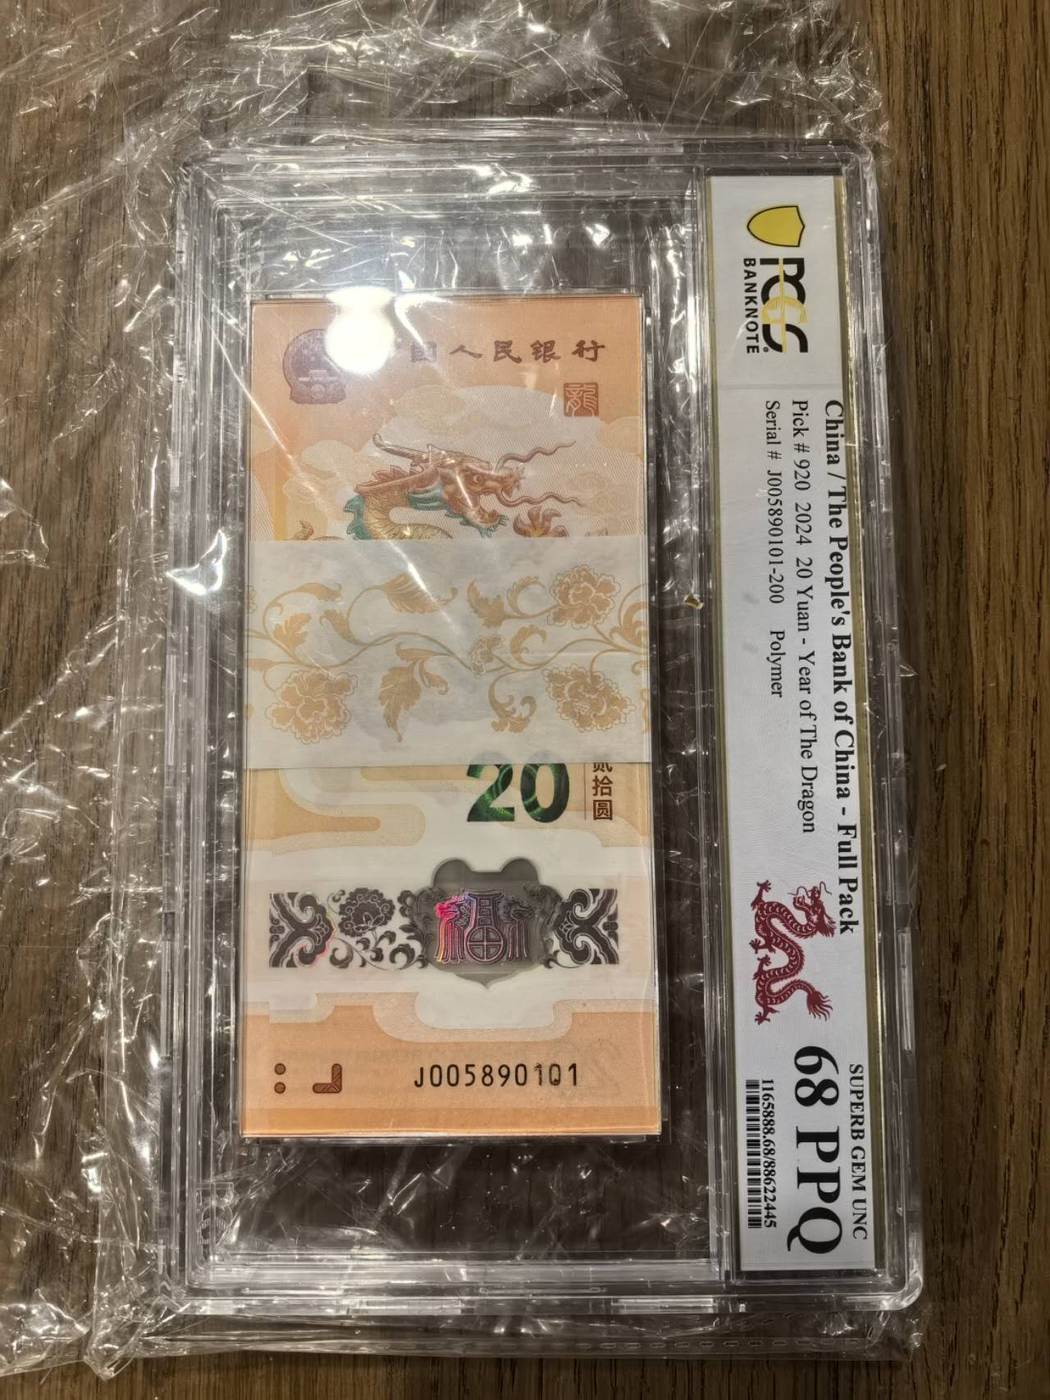 PCGS
BANKNOTE
China / The People's Bank of China - Full Pack
Pick # 920 2024 20 Yuan - Year of The Dragon
Serial # J005890101-200 Polymer
SUPERB GEM UNC
68 PPQ
1165888.68/88622445
国人民银行
龍
20
贰拾圆
福
J005890101